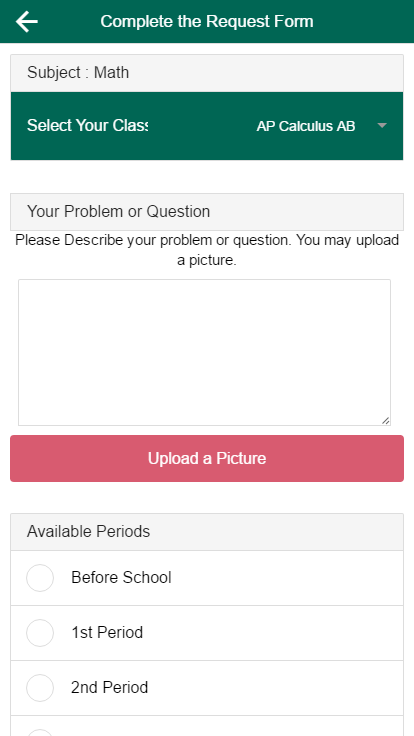 Complete the Request Form
Subject : Math
Select Your Class
AP Calculus AB
Your Problem or Question
Please Describe your problem or question. You may upload
a picture.
Upload a Picture
Available Periods
Before School
1st Period
2nd Period